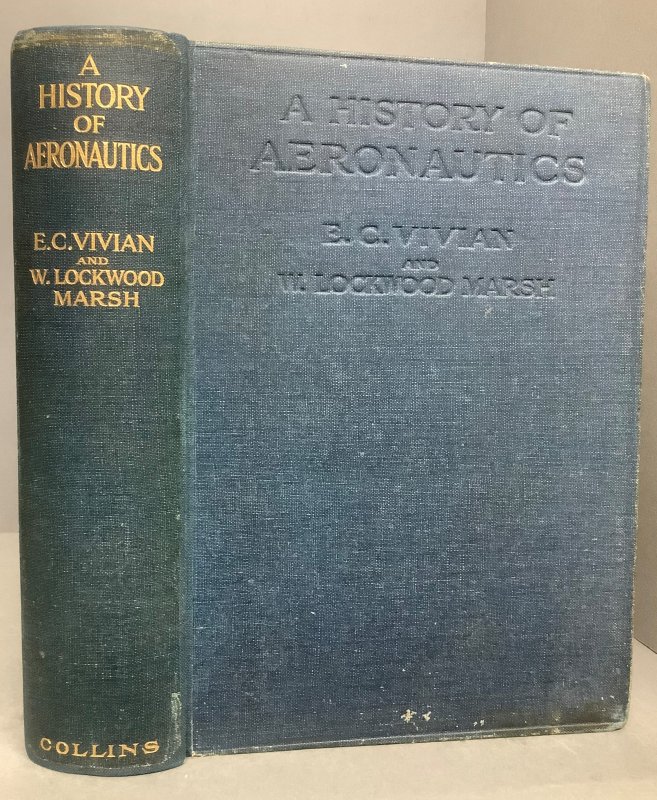 A
HISTORY
OF
AERONAUTICS
E.C. VIVIAN
AND
W. LOCKWOOD
MARSH
COLLINS
A HISTORY OF
AERONAUTICS
E. C. VIVIAN
AND
W. LOCKWOOD MARSH